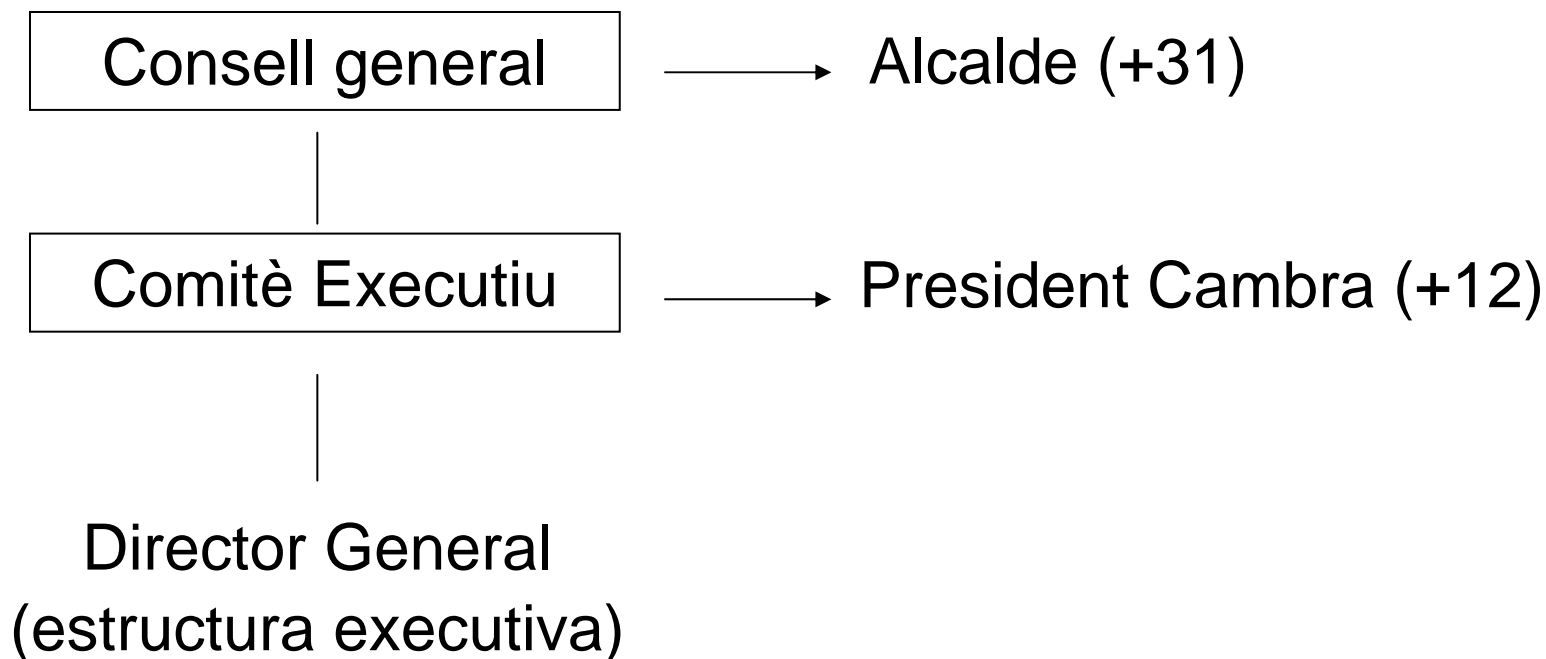 Consell general
Alcalde (+31)
Comitè Executiu
President Cambra (+12)
Director General
(estructura executiva)